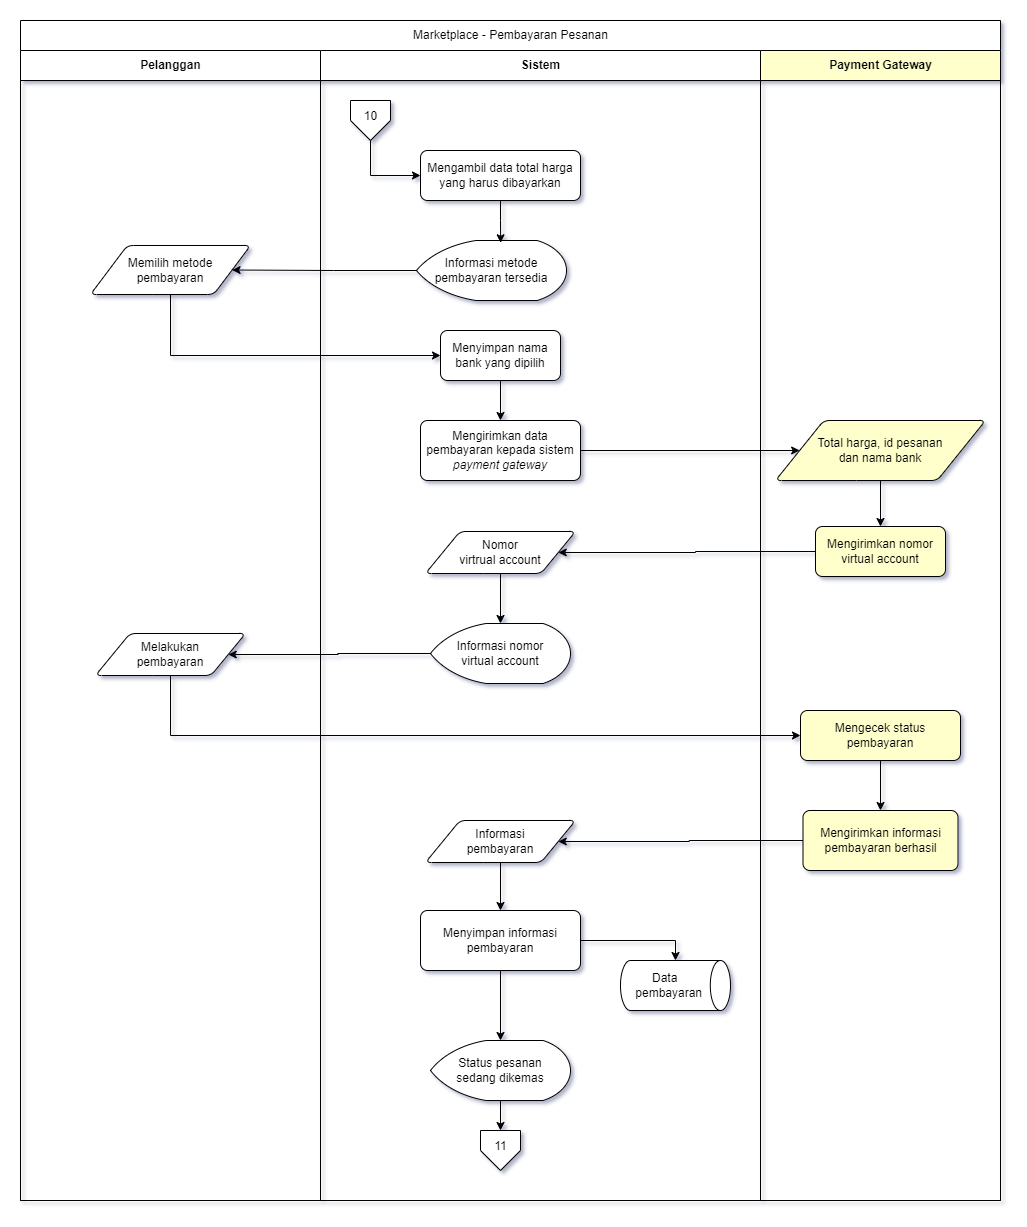 Marketplace - Pembayaran Pesanan
Pelanggan
Sistem
Payment Gateway
10
Mengambil data total harga
yang harus dibayarkan
Informasi metode
pembayaran tersedia
Memilih metode
pembayaran
Menyimpan nama
bank yang dipilih
Mengirimkan data
pembayaran kepada sistem
payment gateway
Total harga, id pesanan
dan nama bank
Mengirimkan nomor
virtual account
Nomor
virtrual account
Informasi nomor
virtual account
Melakukan
pembayaran
Mengecek status
pembayaran
Mengirimkan informasi
pembayaran berhasil
Informasi
pembayaran
Menyimpan informasi
pembayaran
Data
pembayaran
Status pesanan
sedang dikemas
11